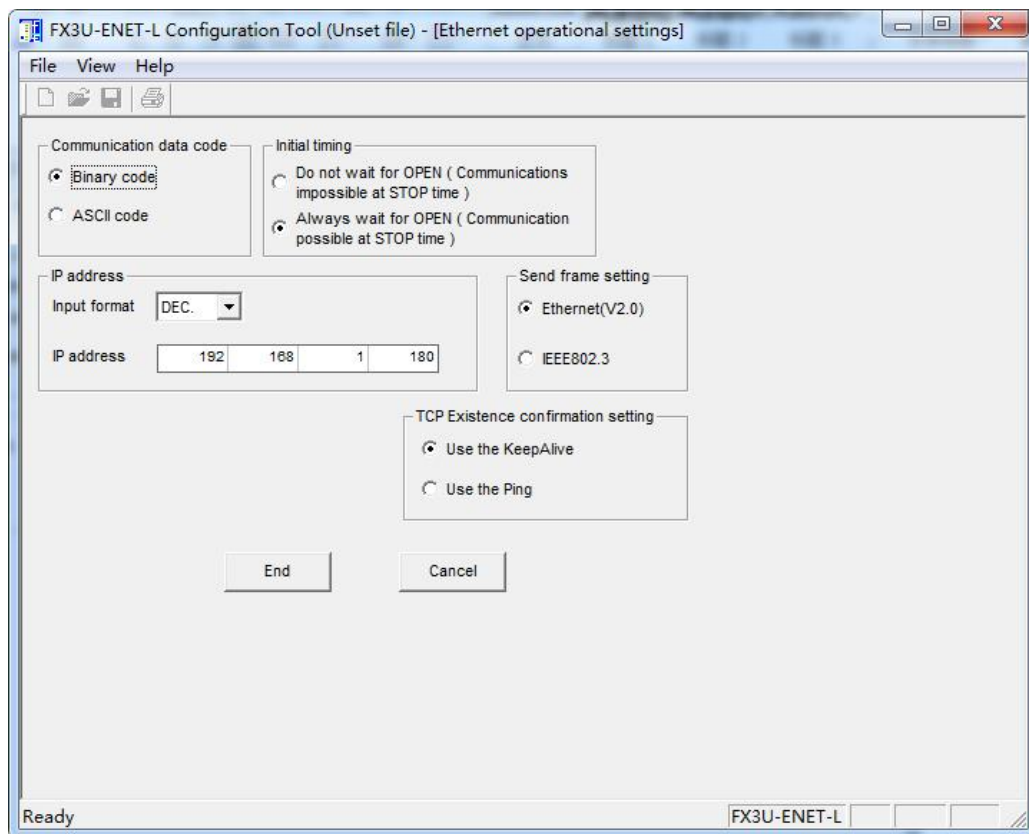 FX3U-ENET-L Configuration Tool (Unset file) - [Ethernet operational settings]
File View Help
Communication data code
Binary code
ASCII code
Initial timing
Do not wait for OPEN ( Communications
impossible at STOP time )
Always wait for OPEN ( Communication
possible at STOP time )
IP address
Input format DEC.
IP address 192 168 1 180
Send frame setting
Ethernet(V2.0)
IEEE802.3
TCP Existence confirmation setting
Use the KeepAlive
Use the Ping
End Cancel
Ready FX3U-ENET-L